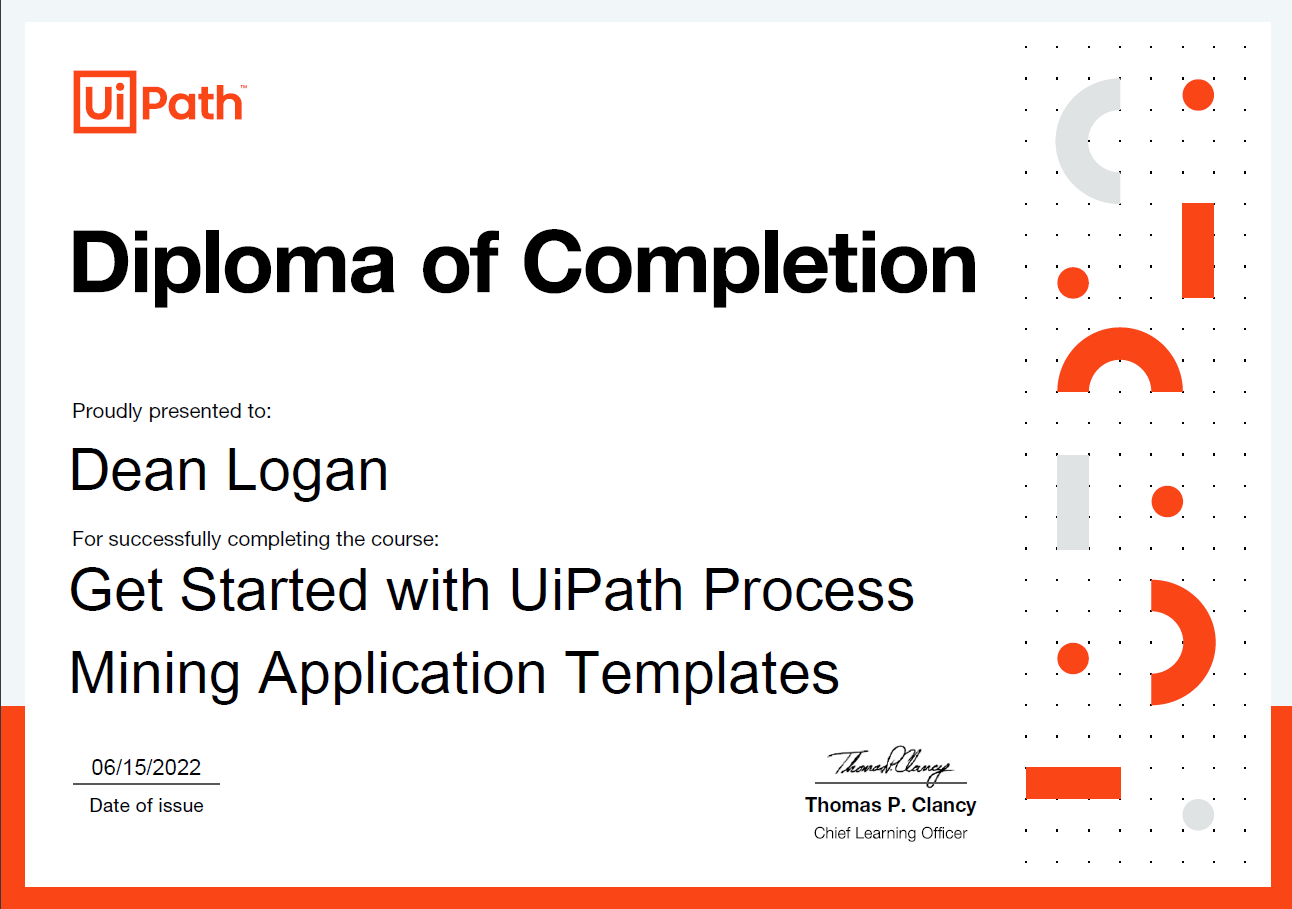 UiPath™
Diploma of Completion
Proudly presented to:
Dean Logan
For successfully completing the course:
Get Started with UiPath Process
Mining Application Templates
06/15/2022
Date of issue
Thomas P. Clancy
Thomas P. Clancy
Chief Learning Officer